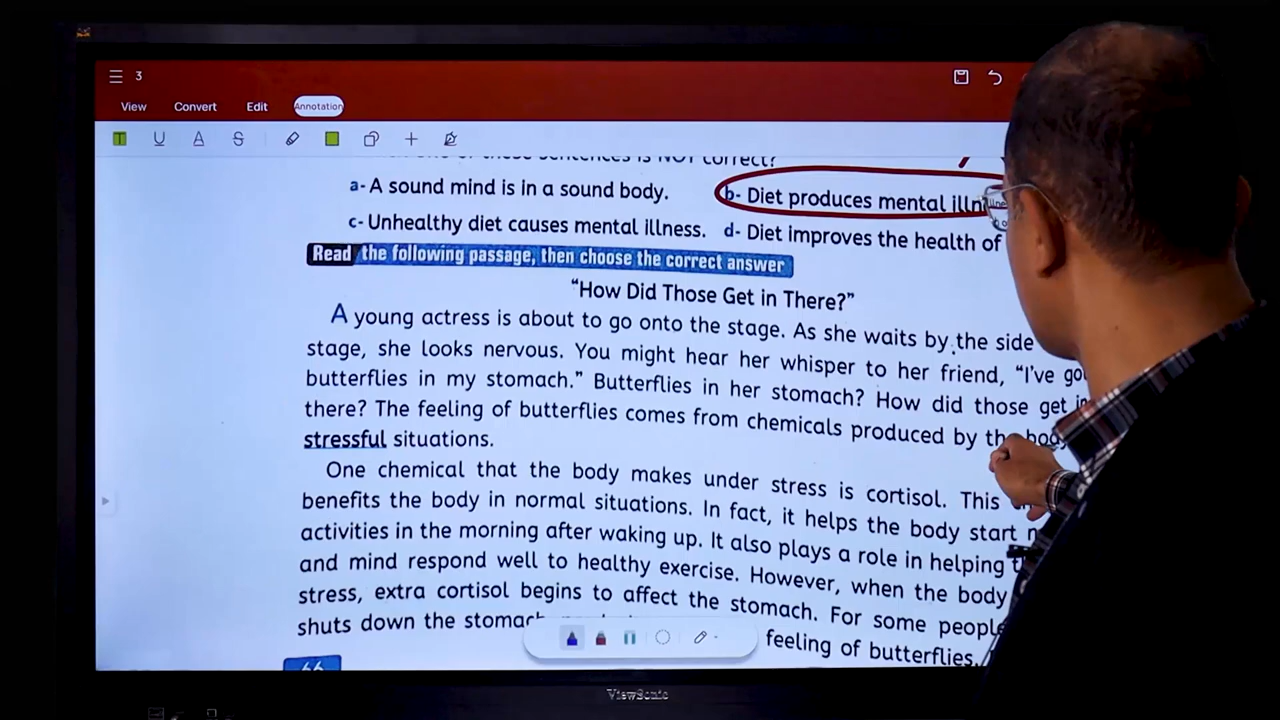 3
View Convert Edit Annotation
T U A S
sentences is NOT correct?
a- A sound mind is in a sound body. b- Diet produces mental illn
c- Unhealthy diet causes mental illness. d- Diet improves the health of
Read the following passage, then choose the correct answer
“How Did Those Get in There?”
A young actress is about to go onto the stage. As she waits by the side
stage, she looks nervous. You might hear her whisper to her friend, “I've go
butterflies in my stomach.” Butterflies in her stomach? How did those get in
there? The feeling of butterflies comes from chemicals produced by the body
stressful situations.
One chemical that the body makes under stress is cortisol. This
benefits the body in normal situations. In fact, it helps the body start
activities in the morning after waking up. It also plays a role in helping
and mind respond well to healthy exercise. However, when the body
stress, extra cortisol begins to affect the stomach. For some people
shuts down the stomach feeling of butterflies.
66
ViewSonic